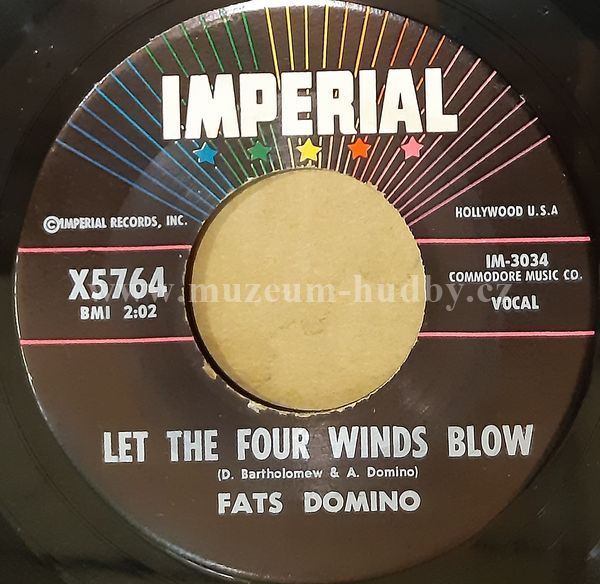 IMPERIAL
©IMPERIAL RECORDS, INC.
HOLLYWOOD U.S.A
X5764
BMI 2:02
IM-3034
COMMODORE MUSIC CO.
VOCAL
www.muzeum-hudby.cz
LET THE FOUR WINDS BLOW
(D. Bartholomew & A. Domino)
FATS DOMINO